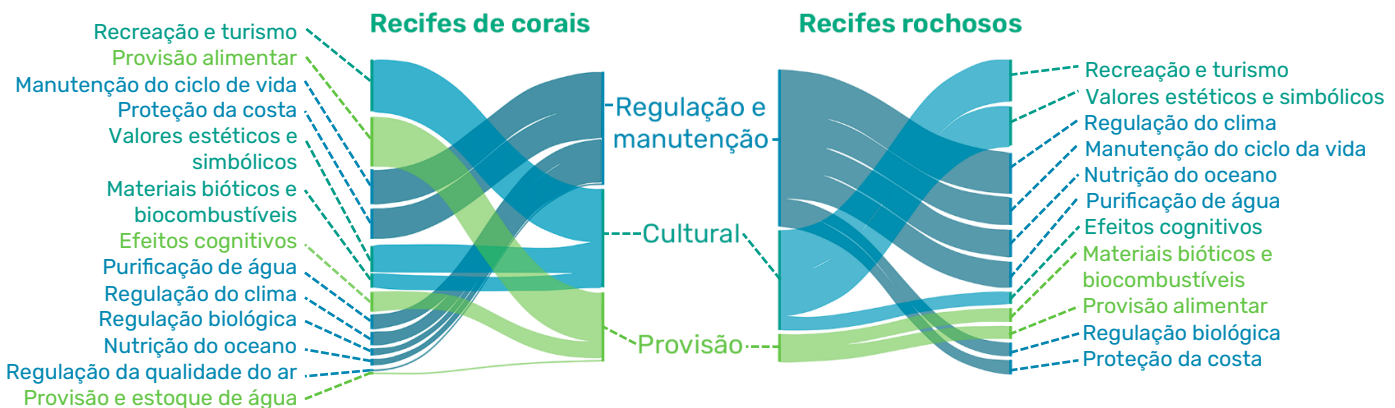 Recifes de corais
Recreação e turismo
Provisão alimentar
Manutenção do ciclo de vida
Proteção da costa
Valores estéticos e
simbólicos
Materiais bióticos e
biocombustíveis
Efeitos cognitivos
Purificação de água
Regulação do clima
Regulação biológica
Nutrição do oceano
Regulação da qualidade do ar
Provisão e estoque de água
Regulação e
manutenção
Cultural
Provisão
Recifes rochosos
Recreação e turismo
Valores estéticos e simbólicos
Regulação do clima
Manutenção do ciclo da vida
Nutrição do oceano
Purificação de água
Efeitos cognitivos
Materiais bióticos e
biocombustíveis
Provisão alimentar
Regulação biológica
Proteção da costa